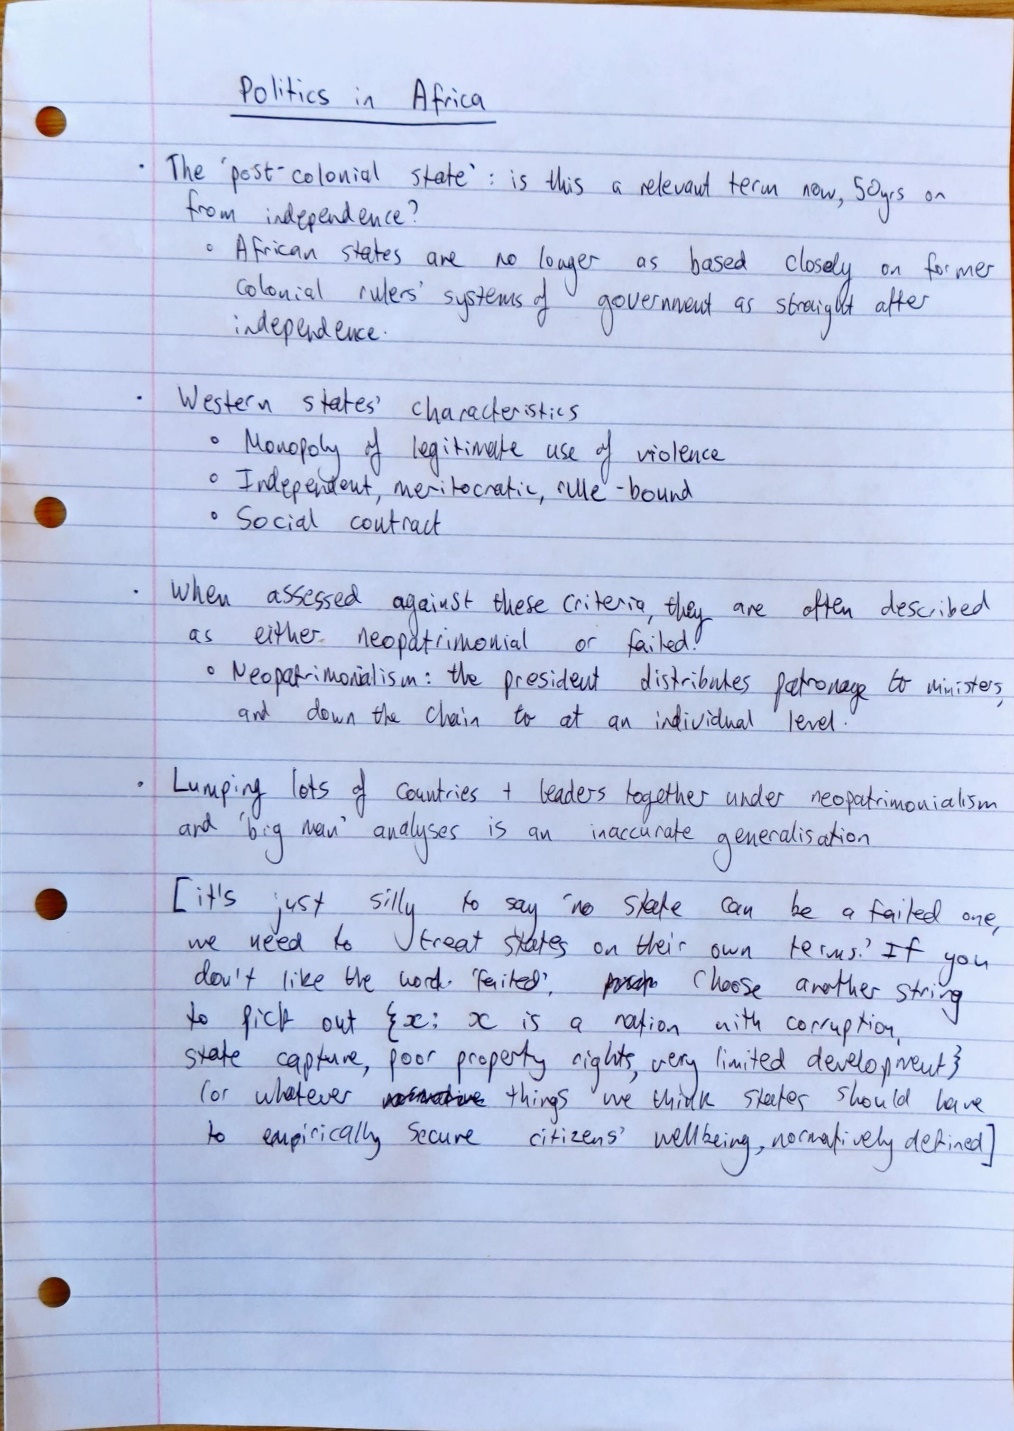 Politics in Africa
· The 'post-colonial state': is this a relevant term now, 50yrs on
from independence?
◦ African states are no longer as based closely on former
colonial rulers' systems of government as straight after
independence.
· Western states' characteristics
◦ Monopoly of legitimate use of violence
◦ Independent, meritocratic, rule-bound
◦ Social contract
· When assessed against these criteria, they are often described
as either neopatrimonial or failed.
◦ Neopatrimonialism: the president distributes patronage to ministers,
and down the chain to at an individual level.
· Lumping lots of countries + leaders together under neopatrimonialism
and 'big man' analyses is an inaccurate generalisation
[it's just silly to say 'no state can be a failed one,
we need to treat states on their own terms.' If you
don't like the word 'failed', choose another string
to pick out {x: x is a nation with corruption,
state capture, poor property rights, very limited development}
(or whatever things we think states should have
to empirically secure citizens' wellbeing, normatively defined]